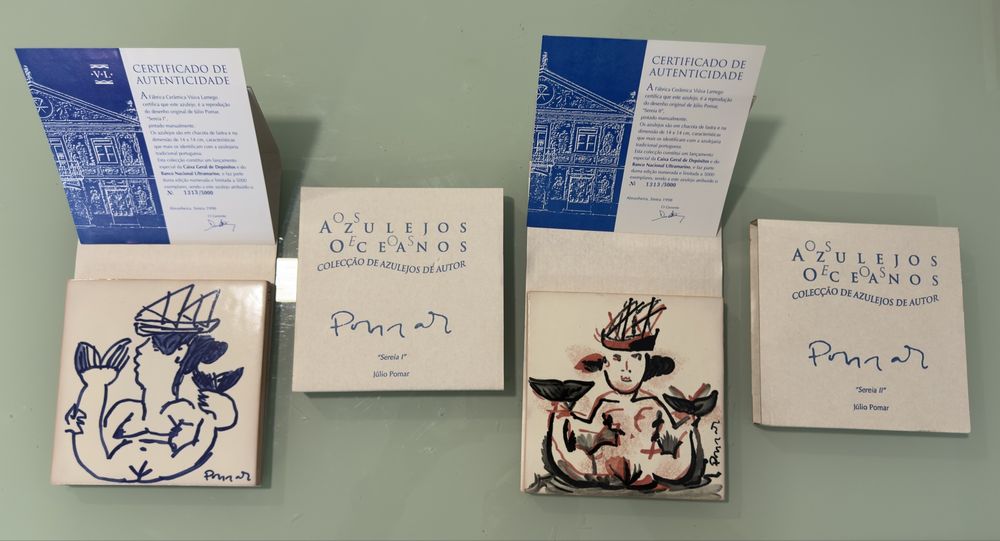 V.L.
CERTIFICADO DE
AUTENTICIDADE
A Fábrica Cerâmica Viúva Lamego
certifica que este azulejo, é a reprodução
do desenho original de Júlio Pomar,
"Sereia I",
pintado manualmente.
Os azulejos são em chacota de lastra e na
dimensão de 14 x 14 cm, características
que mais os identificam com a azulejaria
tradicional portuguesa.
Esta colecção constitui um lançamento
especial da Caixa Geral de Depósitos e do
Banco Nacional Ultramarino, e faz parte
duma edição numerada e limitada a 5000
exemplares, sendo a este azulejo atribuído o
Nº 1313/5000
Abrunheira, Sintra 1998
O Gerente
Pomar
OS
AZULEJOS
E OS
OCEANOS
COLECÇÃO DE AZULEJOS DE AUTOR
Pomar
"Sereia I"
Júlio Pomar
CERTIFICADO DE
AUTENTICIDADE
A Fábrica Cerâmica Viúva Lamego
certifica que este azulejo, é a reprodução
do desenho original de Júlio Pomar,
"Sereia II",
pintado manualmente.
Os azulejos são em chacota de lastra e na
dimensão de 14 x 14 cm, características
que mais os identificam com a azulejaria
tradicional portuguesa.
Esta colecção constitui um lançamento
especial da Caixa Geral de Depósitos e do
Banco Nacional Ultramarino, e faz parte
duma edição numerada e limitada a 5000
exemplares, sendo a este azulejo atribuído o
Nº 1313/5000
Abrunheira, Sintra 1998
O Gerente
Pomar
OS
AZULEJOS
E OS
OCEANOS
COLECÇÃO DE AZULEJOS DE AUTOR
Pomar
"Sereia II"
Júlio Pomar